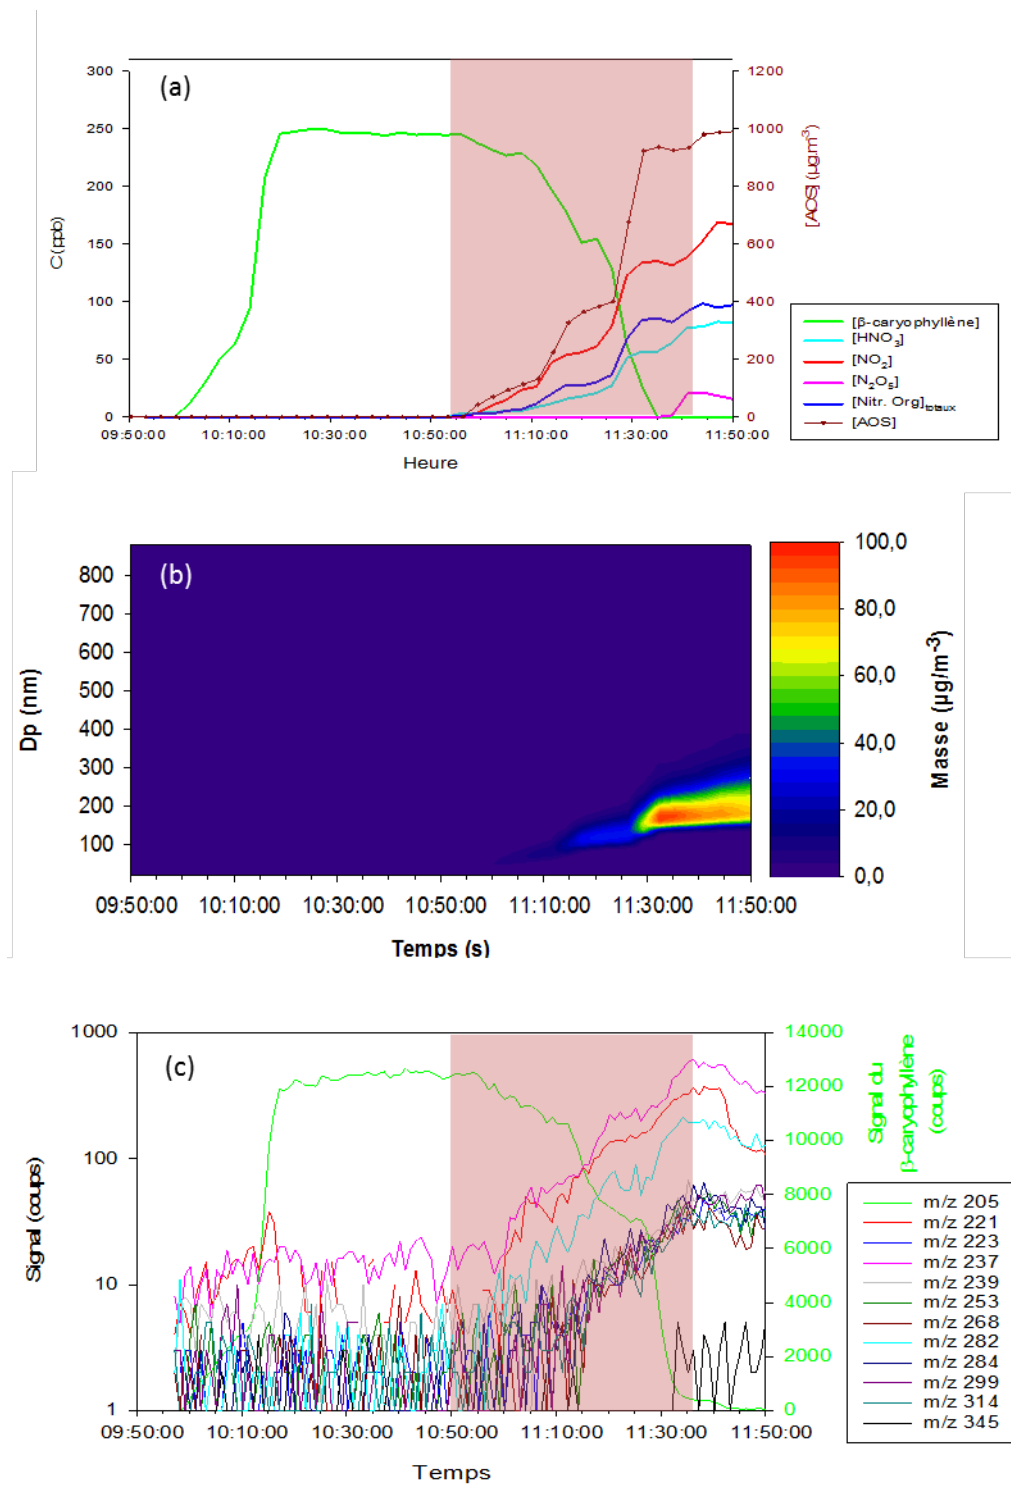 (a)
300
250
200
150
100
50
0
C(ppb)
1200
1000
800
600
400
200
0
[AOS] (µg.m³)
09:50:00 10:10:00 10:30:00 10:50:00 11:10:00 11:30:00 11:50:00
Heure
[β-caryophyllène]
[HNO₃]
[NO₂]
[N₂O₅]
[Nitr. Org]totaux
[AOS]
(b)
800
700
600
500
400
300
200
100
Dp (nm)
09:50:00 10:10:00 10:30:00 10:50:00 11:10:00 11:30:00 11:50:00
Temps (s)
100,0
80,0
60,0
40,0
20,0
0,0
Masse (µg/m⁻³)
(c)
1000
100
10
1
Signal (coups)
14000
12000
10000
8000
6000
4000
2000
0
Signal du
β-caryophyllène
(coups)
09:50:00 10:10:00 10:30:00 10:50:00 11:10:00 11:30:00 11:50:00
Temps
m/z 205
m/z 221
m/z 223
m/z 237
m/z 239
m/z 253
m/z 268
m/z 282
m/z 284
m/z 299
m/z 314
m/z 345